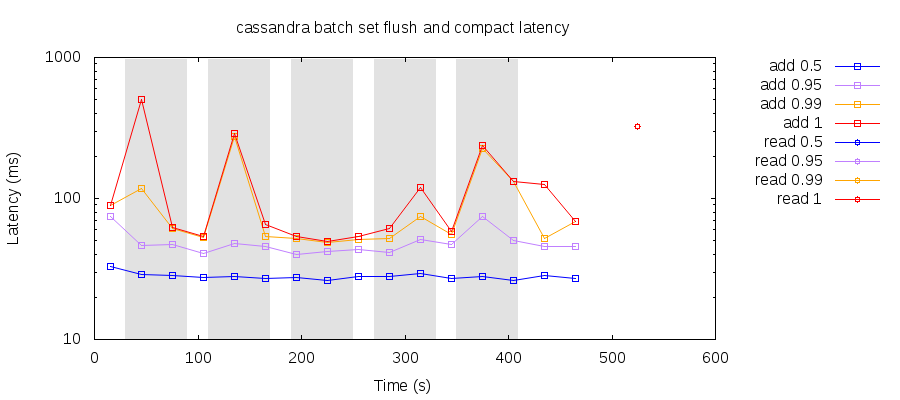 cassandra batch set flush and compact latency
1000
100
10
Latency (ms)
0 100 200 300 400 500 600
Time (s)
add 0.5
add 0.95
add 0.99
add 1
read 0.5
read 0.95
read 0.99
read 1